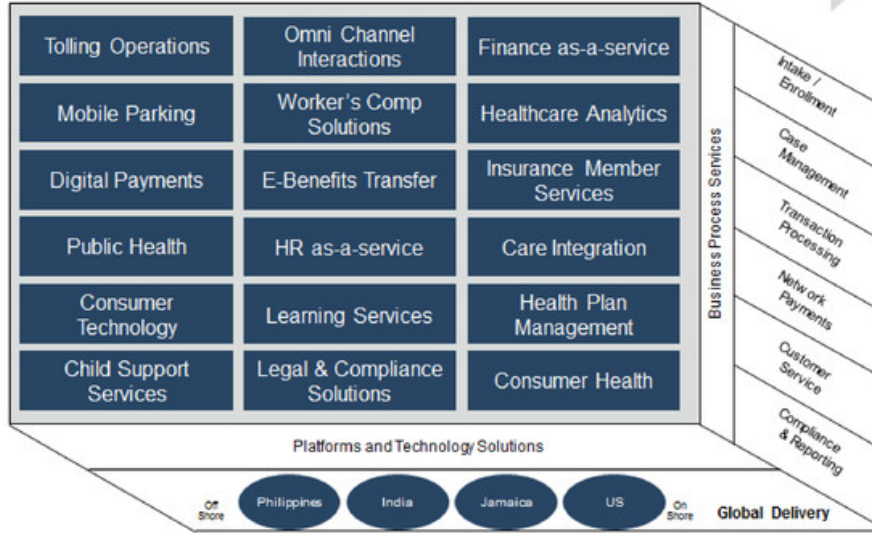 Tolling Operations
Omni Channel
Interactions
Finance as-a-service
Mobile Parking
Worker's Comp
Solutions
Healthcare Analytics
Digital Payments
E-Benefits Transfer
Insurance Member
Services
Public Health
HR as-a-service
Care Integration
Consumer
Technology
Learning Services
Health Plan
Management
Child Support
Services
Legal & Compliance
Solutions
Consumer Health
Business Process Services
Intake /
Enrollment
Case
Management
Transaction
Processing
Network
Payments
Customer
Service
Compliance
& Reporting
Platforms and Technology Solutions
Off
Shore
Philippines
India
Jamaica
US
On
Shore
Global Delivery